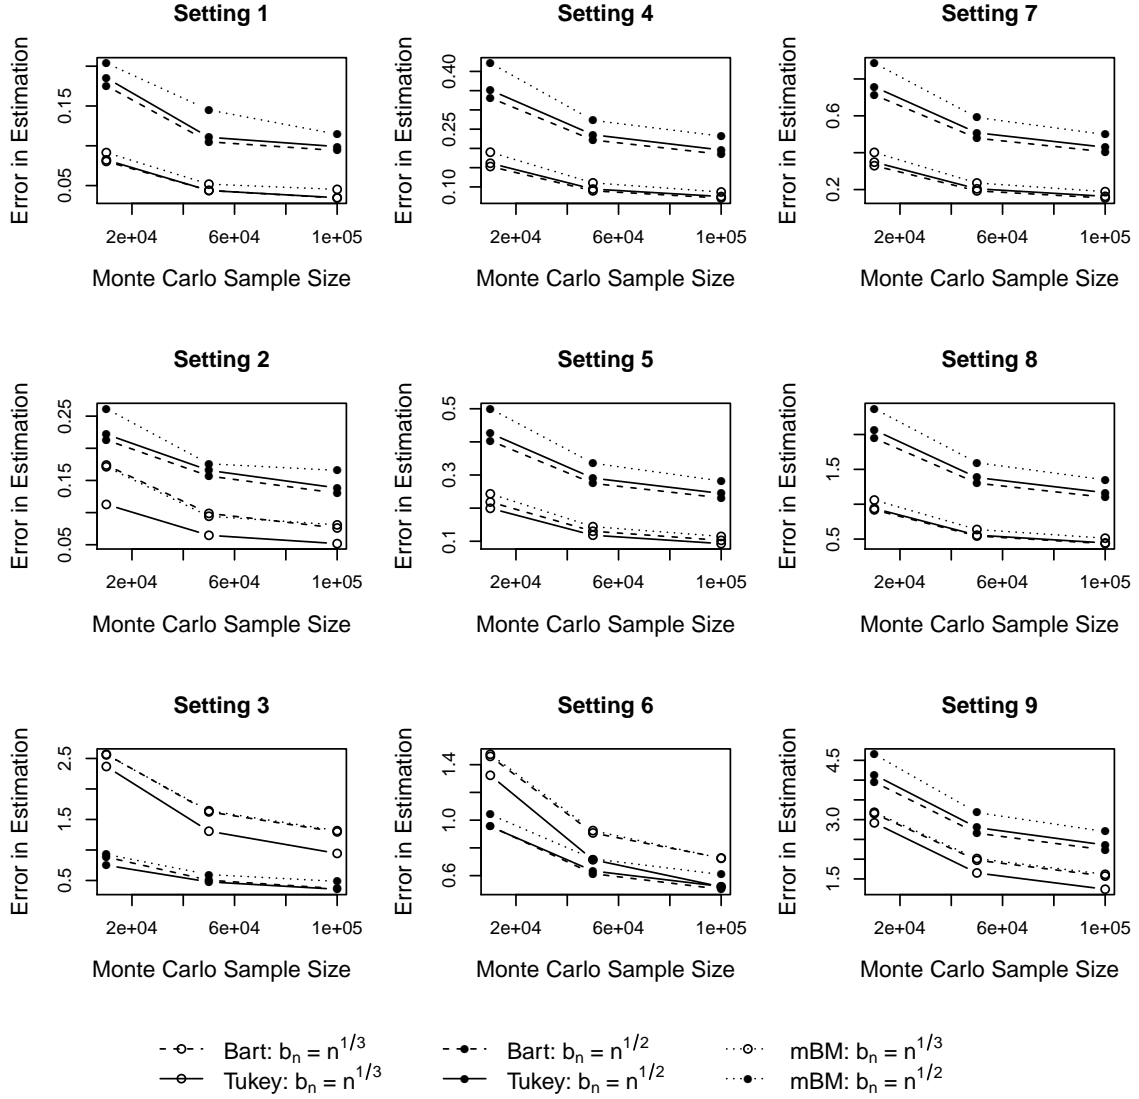 Setting 1
Error in Estimation
0.05 0.15
2e+04 6e+04 1e+05
Monte Carlo Sample Size
Setting 4
Error in Estimation
0.10 0.25 0.40
2e+04 6e+04 1e+05
Monte Carlo Sample Size
Setting 7
Error in Estimation
0.2 0.6
2e+04 6e+04 1e+05
Monte Carlo Sample Size
Setting 2
Error in Estimation
0.05 0.15 0.25
2e+04 6e+04 1e+05
Monte Carlo Sample Size
Setting 5
Error in Estimation
0.1 0.3 0.5
2e+04 6e+04 1e+05
Monte Carlo Sample Size
Setting 8
Error in Estimation
0.5 1.5
2e+04 6e+04 1e+05
Monte Carlo Sample Size
Setting 3
Error in Estimation
0.5 1.5 2.5
2e+04 6e+04 1e+05
Monte Carlo Sample Size
Setting 6
Error in Estimation
0.6 1.0 1.4
2e+04 6e+04 1e+05
Monte Carlo Sample Size
Setting 9
Error in Estimation
1.5 3.0 4.5
2e+04 6e+04 1e+05
Monte Carlo Sample Size
Bart: b_n = n^{1/3}
Tukey: b_n = n^{1/3}
Bart: b_n = n^{1/2}
Tukey: b_n = n^{1/2}
mBM: b_n = n^{1/3}
mBM: b_n = n^{1/2}